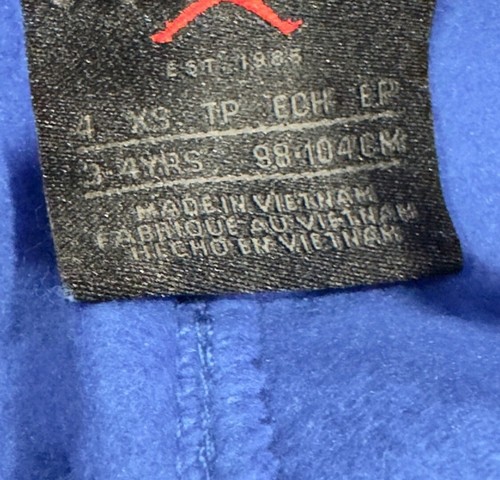 EST. 1985
4 XS TP ECH EP
3-4YRS 98-104CM
MADE IN VIETNAM
FABRIQUE AU VIETNAM
HECHO EN VIETNAM